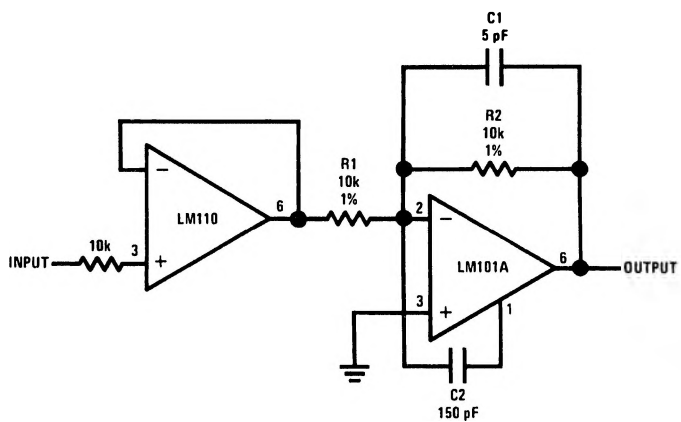 C1
5 pF
R2
10k
1%
R1
10k
1%
−
LM110
6
10k
3
+
INPUT
2
−
LM101A
6
OUTPUT
3
+
1
C2
150 pF